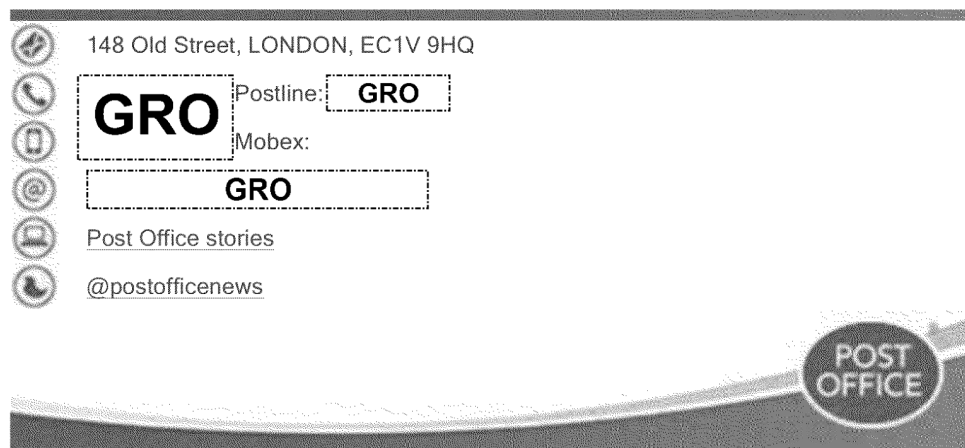 148 Old Street, LONDON, EC1V 9HQ
GRO Postline: GRO
Mobex:
GRO
Post Office stories
@postofficenews
POST
OFFICE